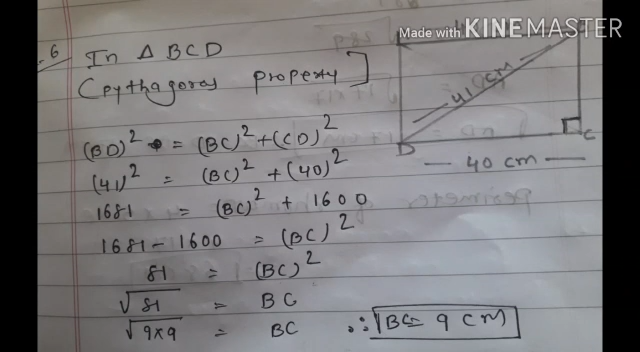 Made with KINEMASTER
6 In Δ BCD
(pythagoras property]
41 cm
D
C
40 cm
(BD)² = (BC)² + (CD)²
(41)² = (BC)² + (40)²
1681 = (BC)² + 1600
1681 - 1600 = (BC)²
81 = (BC)²
√81 = BC
√9×9 = BC ∴ BC = 9 cm